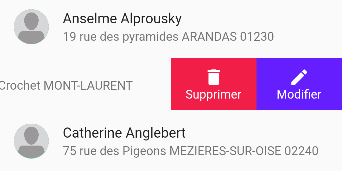 Anselme Alprousky
19 rue des pyramides ARANDAS 01230
Crochet MONT-LAURENT
Supprimer
Modifier
Catherine Anglebert
75 rue des Pigeons MEZIERES-SUR-OISE 02240